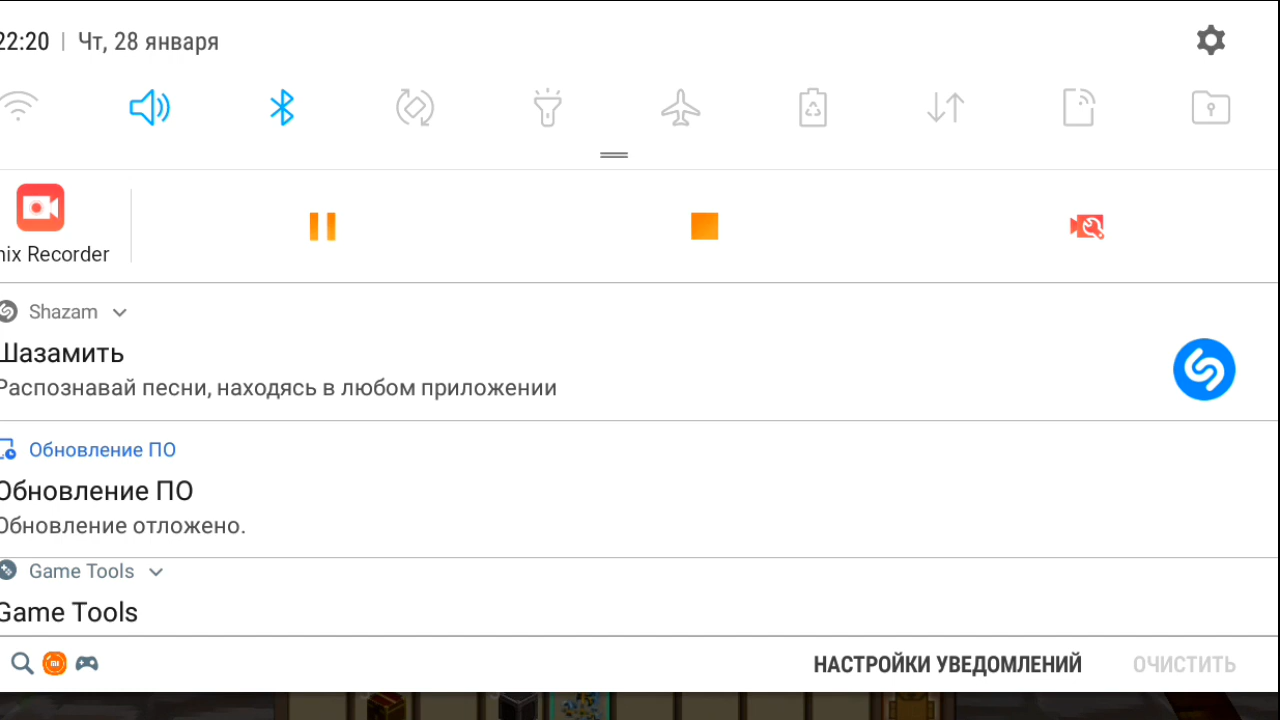 22:20 | Чт, 28 января
Recorder
Shazam
Шазамить
Распознавай песни, находясь в любом приложении
Обновление ПО
Обновление ПО
Обновление отложено.
Game Tools
Game Tools
НАСТРОЙКИ УВЕДОМЛЕНИЙ ОЧИСТИТЬ